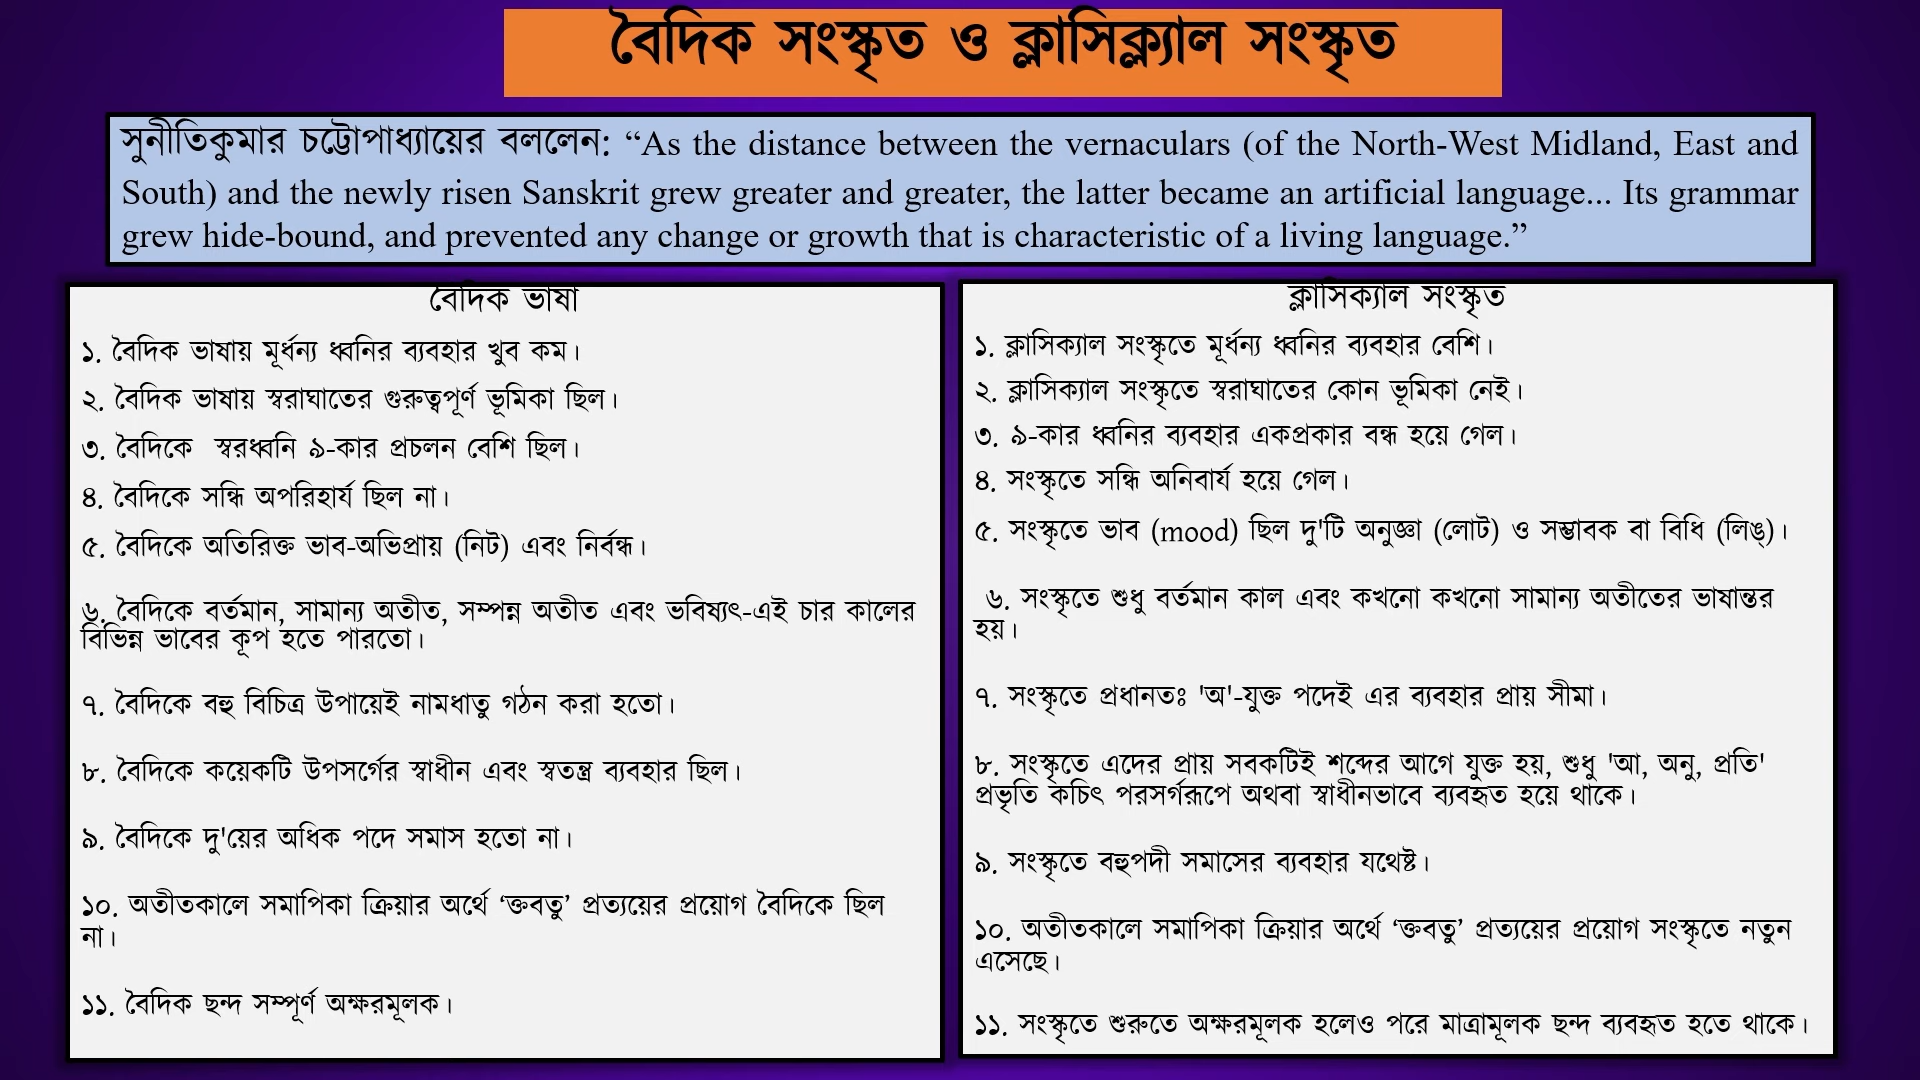 বৈদিক সংস্কৃত ও ক্লাসিক্ল্যাল সংস্কৃত
সুনীতিকুমার চট্টোপাধ্যায়ের বললেন: “As the distance between the vernaculars (of the North-West Midland, East and
South) and the newly risen Sanskrit grew greater and greater, the latter became an artificial language... Its grammar
grew hide-bound, and prevented any change or growth that is characteristic of a living language.”
বৈদিক ভাষা
১. বৈদিক ভাষায় মূর্ধন্য ধ্বনির ব্যবহার খুব কম।
২. বৈদিক ভাষায় স্বরাঘাতের গুরুত্বপূর্ণ ভূমিকা ছিল।
৩. বৈদিকে স্বরধ্বনি ৯-কার প্রচলন বেশি ছিল।
৪. বৈদিকে সন্ধি অপরিহার্য ছিল না।
৫. বৈদিকে অতিরিক্ত ভাব-অভিপ্রায় (নিট) এবং নির্বন্ধ।
৬. বৈদিকে বর্তমান, সামান্য অতীত, সম্পন্ন অতীত এবং ভবিষ্যৎ-এই চার কালের
বিভিন্ন ভাবের কূপ হতে পারতো।
৭. বৈদিকে বহু বিচিত্র উপায়েই নামধাতু গঠন করা হতো।
৮. বৈদিকে কয়েকটি উপসর্গের স্বাধীন এবং স্বতন্ত্র ব্যবহার ছিল।
৯. বৈদিকে দু'য়ের অধিক পদে সমাস হতো না।
১০. অতীতকালে সমাপিকা ক্রিয়ার অর্থে ‘ক্তবতু’ প্রত্যয়ের প্রয়োগ বৈদিকে ছিল
না।
১১. বৈদিক ছন্দ সম্পূর্ণ অক্ষরমূলক।
ক্লাসিক্যাল সংস্কৃত
১. ক্লাসিক্যাল সংস্কৃতে মূর্ধন্য ধ্বনির ব্যবহার বেশি।
২. ক্লাসিক্যাল সংস্কৃতে স্বরাঘাতের কোন ভূমিকা নেই।
৩. ৯-কার ধ্বনির ব্যবহার একপ্রকার বন্ধ হয়ে গেল।
৪. সংস্কৃতে সন্ধি অনিবার্য হয়ে গেল।
৫. সংস্কৃতে ভাব (mood) ছিল দু'টি অনুজ্ঞা (লোট) ও সম্ভাবক বা বিধি (লিঙ্)।
৬. সংস্কৃতে শুধু বর্তমান কাল এবং কখনো কখনো সামান্য অতীতের ভাষান্তর
হয়।
৭. সংস্কৃতে প্রধানতঃ 'অ'-যুক্ত পদেই এর ব্যবহার প্রায় সীমা।
৮. সংস্কৃতে এদের প্রায় সবকটিই শব্দের আগে যুক্ত হয়, শুধু 'আ, অনু, প্রতি'
প্রভৃতি কচিৎ পরসর্গরূপে অথবা স্বাধীনভাবে ব্যবহৃত হয়ে থাকে।
৯. সংস্কৃতে বহুপদী সমাসের ব্যবহার যথেষ্ট।
১০. অতীতকালে সমাপিকা ক্রিয়ার অর্থে ‘ক্তবতু’ প্রত্যয়ের প্রয়োগ সংস্কৃতে নতুন
এসেছে।
১১. সংস্কৃতে শুরুতে অক্ষরমূলক হলেও পরে মাত্রামূলক ছন্দ ব্যবহৃত হতে থাকে।